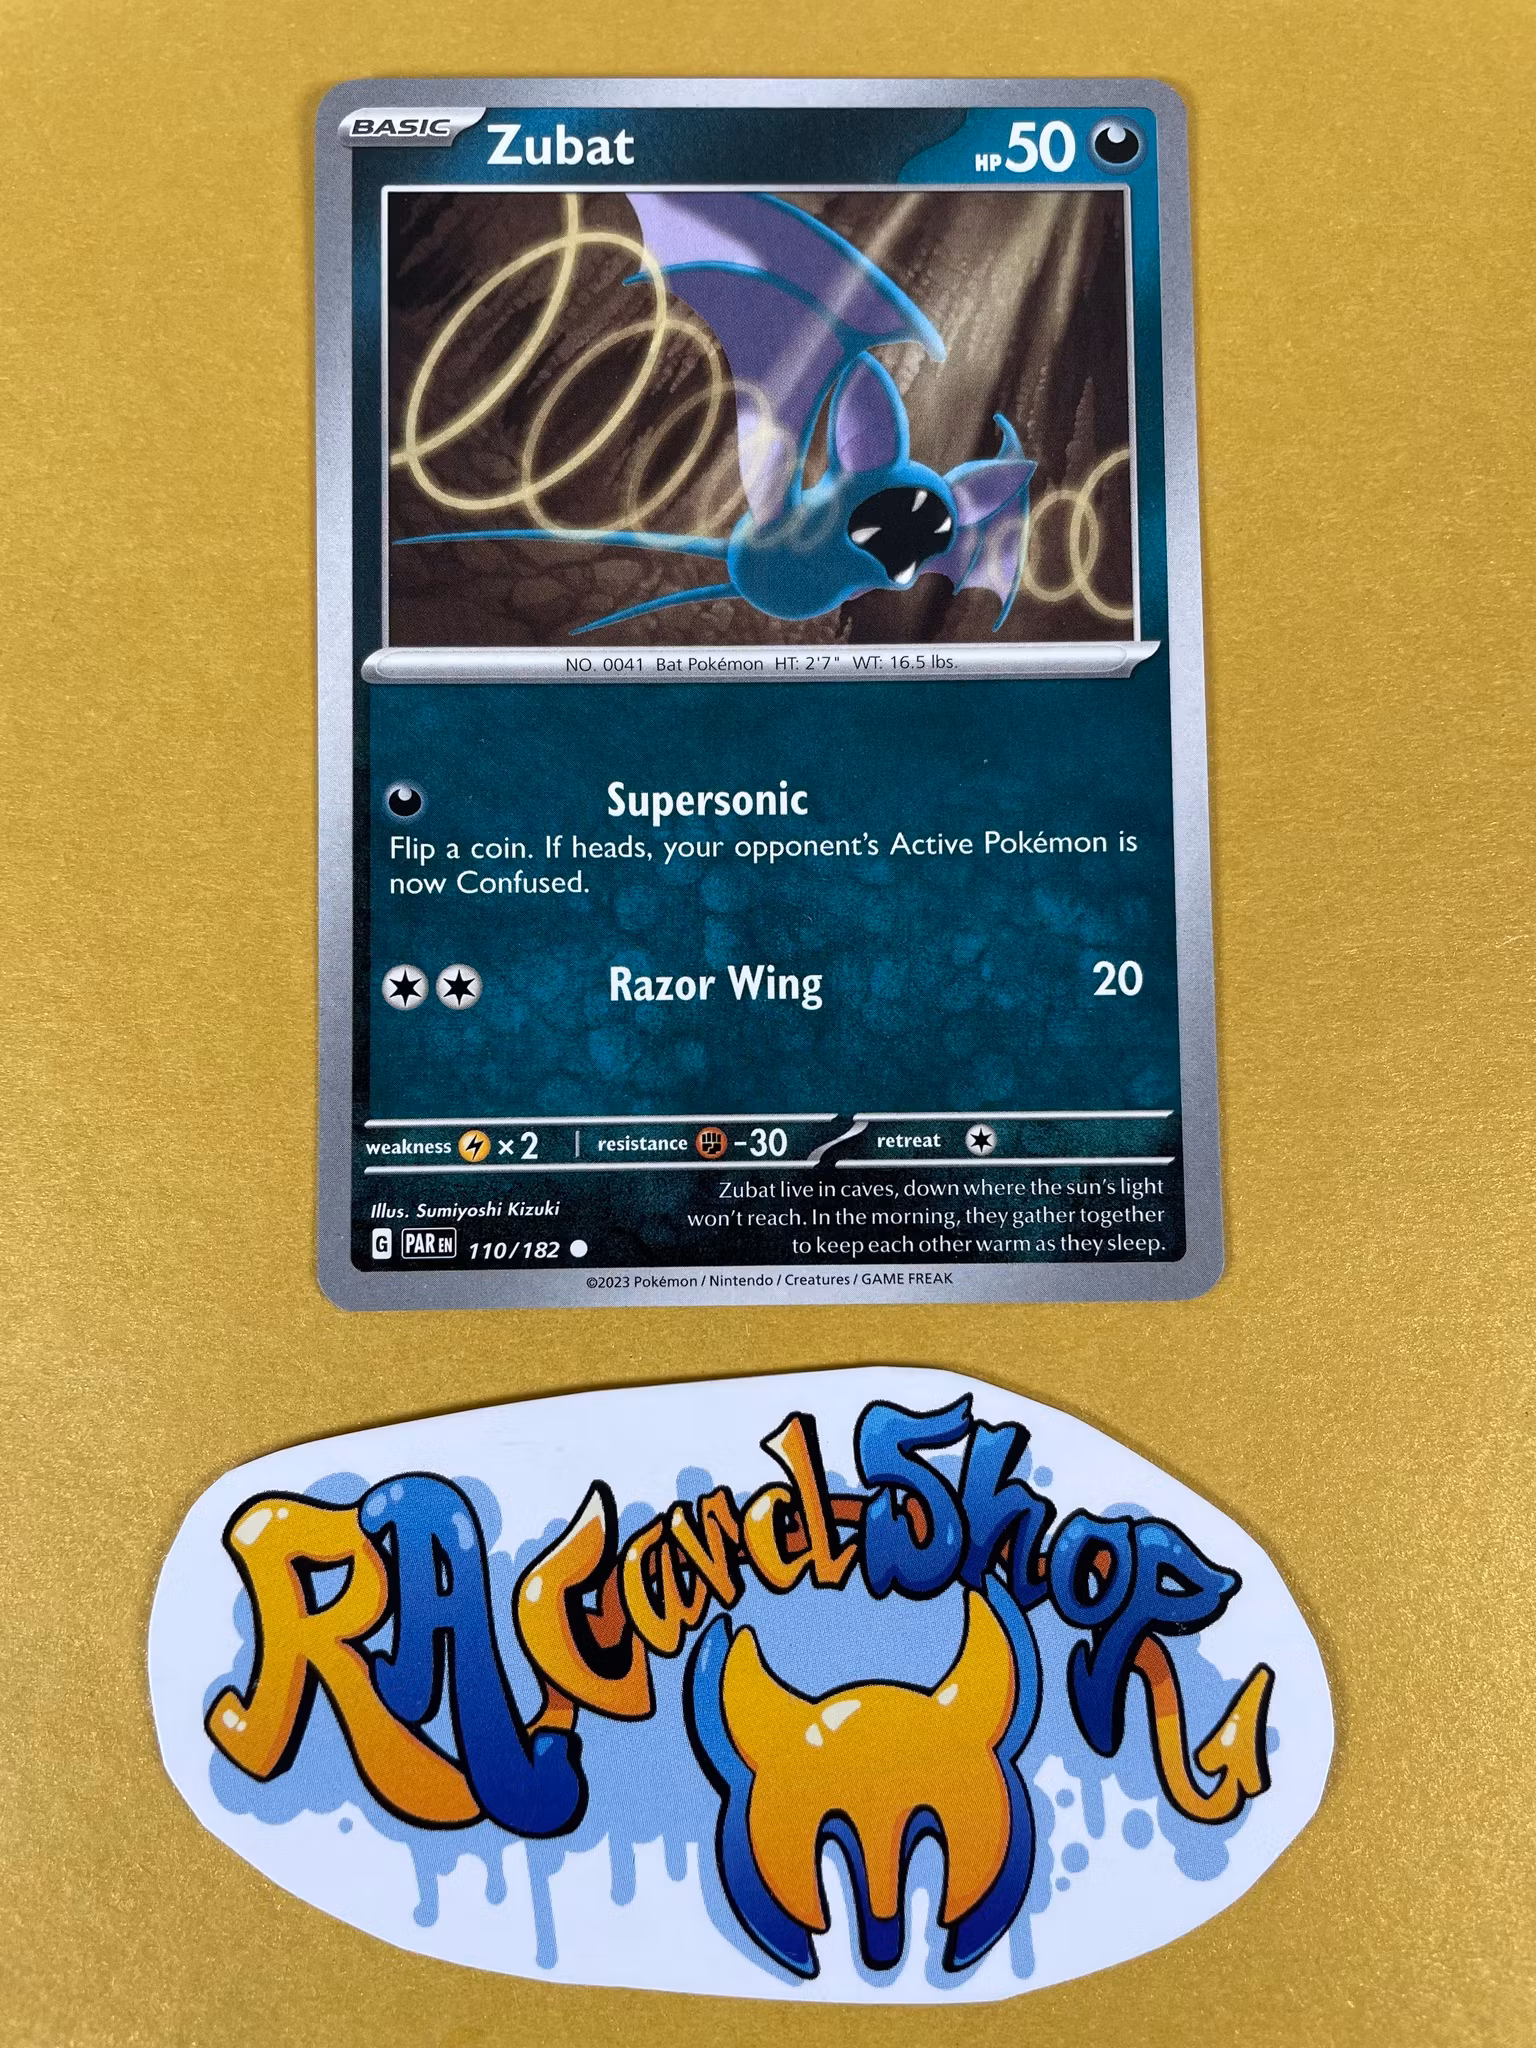 BASIC
Zubat
HP 50
NO. 0041 Bat Pokémon HT: 2'7" WT: 16.5 lbs.
Supersonic
Flip a coin. If heads, your opponent's Active Pokémon is
now Confused.
Razor Wing 20
weakness ×2 resistance -30 retreat
Zubat live in caves, down where the sun's light
won't reach. In the morning, they gather together
to keep each other warm as they sleep.
Illus. Sumiyoshi Kizuki
G PAR EN 110/182
©2023 Pokémon / Nintendo / Creatures / GAME FREAK
RA Card Shop